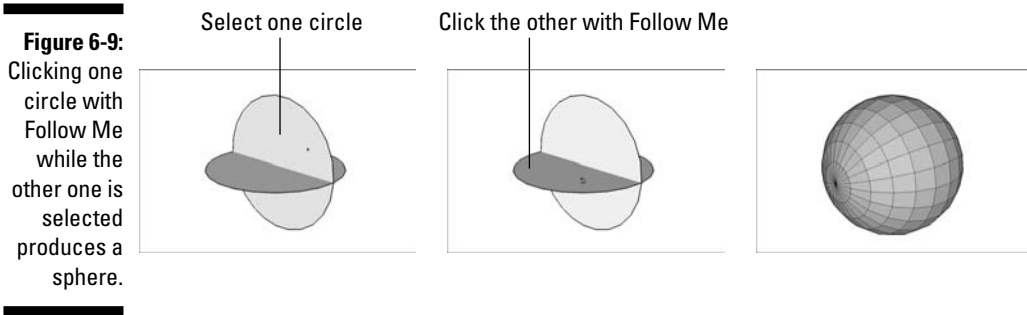 Select one circle
Click the other with Follow Me
Figure 6-9:
Clicking one
circle with
Follow Me
while the
other one is
selected
produces a
sphere.